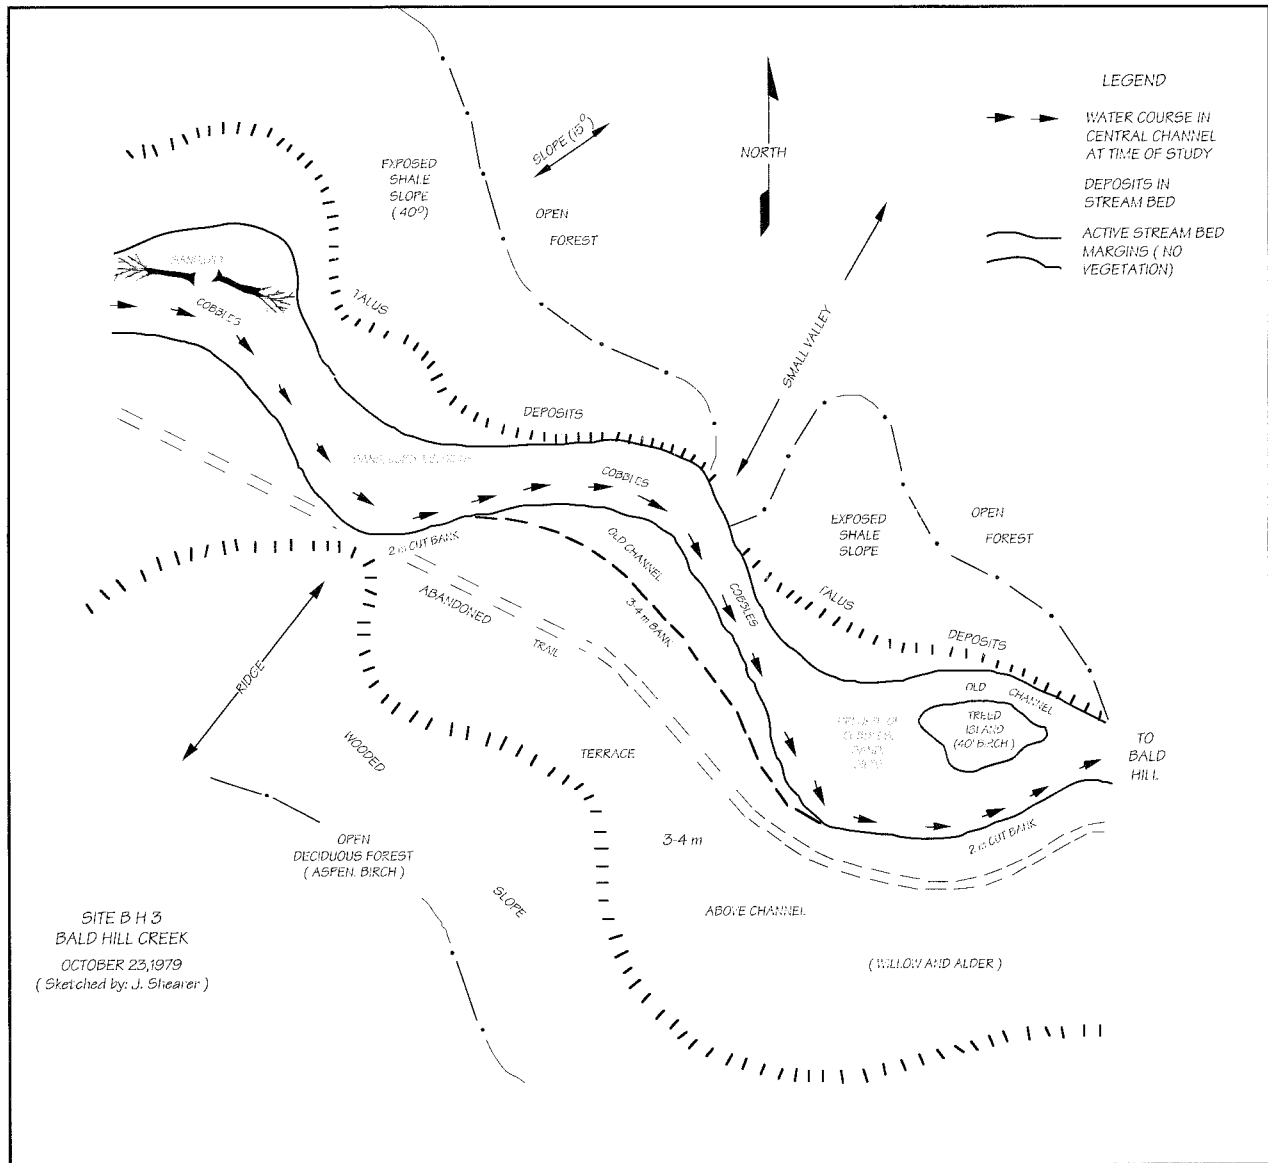 LEGEND
WATER COURSE IN
CENTRAL CHANNEL
AT TIME OF STUDY
DEPOSITS IN
STREAM BED
ACTIVE STREAM BED
MARGINS ( NO
VEGETATION)
NORTH
SLOPE (15°)
EXPOSED
SHALE
SLOPE
(40°)
OPEN
FOREST
COBBLES
TALUS
DEPOSITS
SMALL VALLEY
COBBLES
2 m CUT BANK
OLD CHANNEL
3-4 m BANK
COBBLES
EXPOSED
SHALE
SLOPE
OPEN
FOREST
TALUS
DEPOSITS
ABANDONED
TRAIL
RIDGE
OLD
CHANNEL
TREED
ISLAND
(40' BIRCH)
SAND
TO
BALD
HILL
WOODED
SLOPE
TERRACE
3-4 m
ABOVE CHANNEL
( WILLOW AND ALDER )
2 m CUT BANK
OPEN
DECIDUOUS FOREST
( ASPEN. BIRCH )
SITE B H 3
BALD HILL CREEK
OCTOBER 23,1979
( Sketched by: J. Shearer )